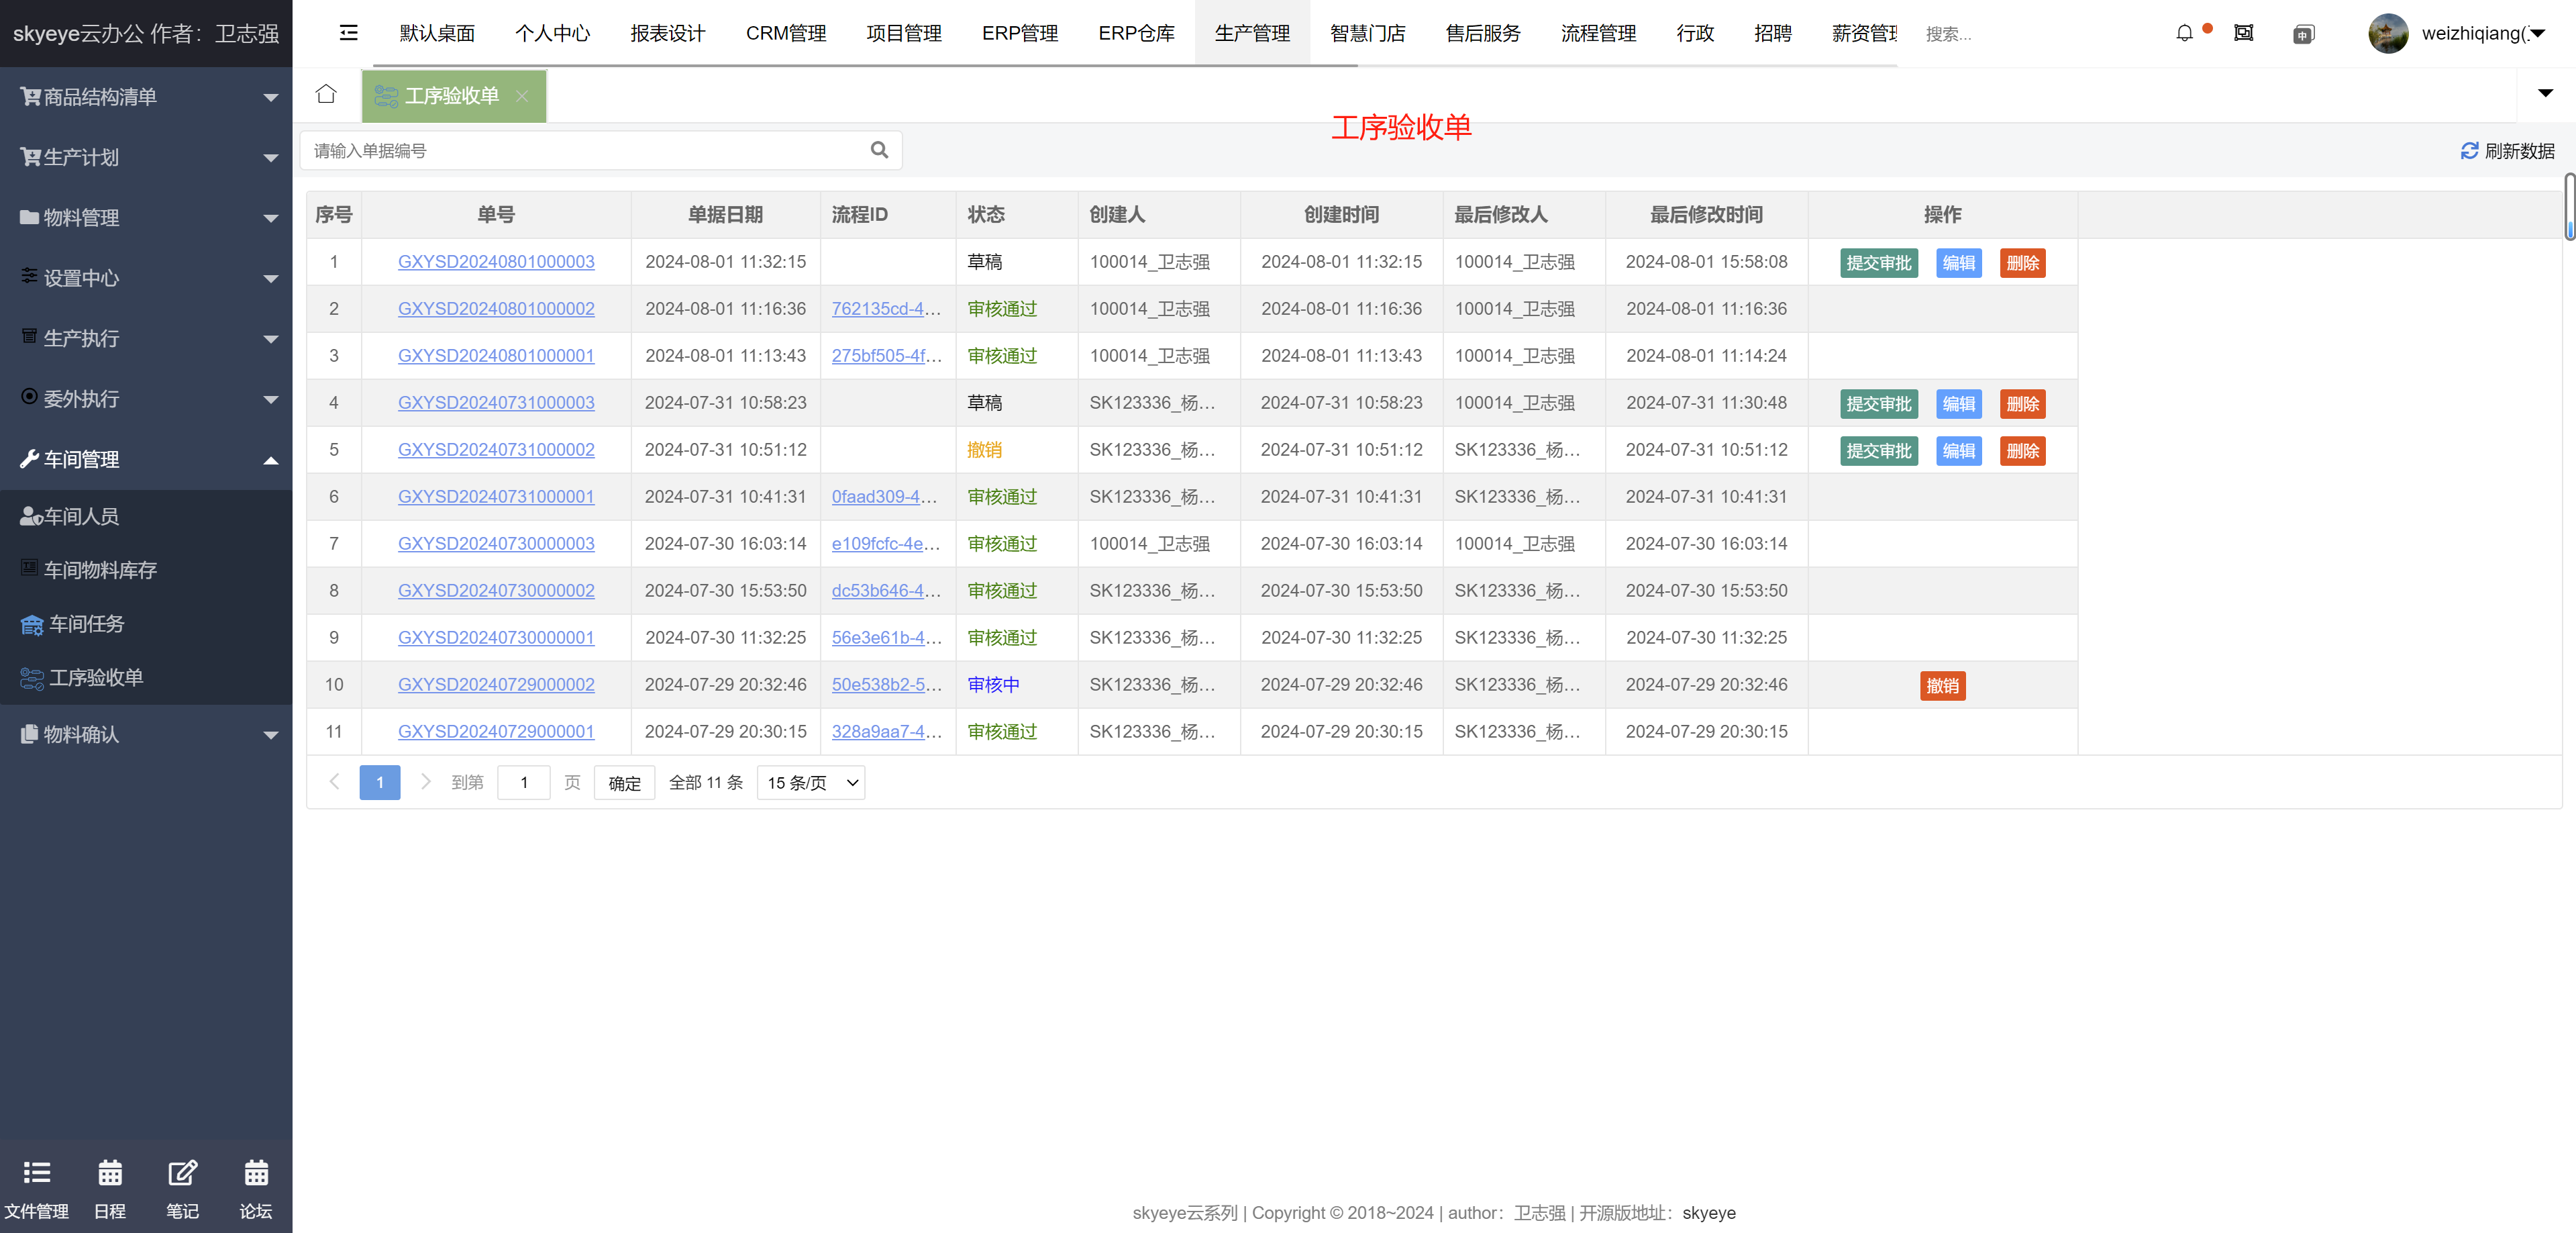 skyeye云办公 作者：卫志强
默认桌面 个人中心 报表设计 CRM管理 项目管理 ERP管理 ERP仓库 生产管理 智慧门店 售后服务 流程管理 行政 招聘 薪资管理 搜索... 中 weizhiqiang(
商品结构清单
生产计划
物料管理
设置中心
生产执行
委外执行
车间管理
车间人员
车间物料库存
车间任务
工序验收单
物料确认
文件管理 日程 笔记 论坛
工序验收单
工序验收单
请输入单据编号
刷新数据
序号 单号 单据日期 流程ID 状态 创建人 创建时间 最后修改人 最后修改时间 操作
1 GXYSD20240801000003 2024-08-01 11:32:15 草稿 100014_卫志强 2024-08-01 11:32:15 100014_卫志强 2024-08-01 15:58:08 提交审批 编辑 删除
2 GXYSD20240801000002 2024-08-01 11:16:36 762135cd-4... 审核通过 100014_卫志强 2024-08-01 11:16:36 100014_卫志强 2024-08-01 11:16:36
3 GXYSD20240801000001 2024-08-01 11:13:43 275bf505-4f... 审核通过 100014_卫志强 2024-08-01 11:13:43 100014_卫志强 2024-08-01 11:14:24
4 GXYSD20240731000003 2024-07-31 10:58:23 草稿 SK123336_杨... 2024-07-31 10:58:23 100014_卫志强 2024-07-31 11:30:48 提交审批 编辑 删除
5 GXYSD20240731000002 2024-07-31 10:51:12 撤销 SK123336_杨... 2024-07-31 10:51:12 SK123336_杨... 2024-07-31 10:51:12 提交审批 编辑 删除
6 GXYSD20240731000001 2024-07-31 10:41:31 0faad309-4... 审核通过 SK123336_杨... 2024-07-31 10:41:31 SK123336_杨... 2024-07-31 10:41:31
7 GXYSD20240730000003 2024-07-30 16:03:14 e109fcfc-4e... 审核通过 100014_卫志强 2024-07-30 16:03:14 100014_卫志强 2024-07-30 16:03:14
8 GXYSD20240730000002 2024-07-30 15:53:50 dc53b646-4... 审核通过 SK123336_杨... 2024-07-30 15:53:50 SK123336_杨... 2024-07-30 15:53:50
9 GXYSD20240730000001 2024-07-30 11:32:25 56e3e61b-4... 审核通过 SK123336_杨... 2024-07-30 11:32:25 SK123336_杨... 2024-07-30 11:32:25
10 GXYSD20240729000002 2024-07-29 20:32:46 50e538b2-5... 审核中 SK123336_杨... 2024-07-29 20:32:46 SK123336_杨... 2024-07-29 20:32:46 撤销
11 GXYSD20240729000001 2024-07-29 20:30:15 328a9aa7-4... 审核通过 SK123336_杨... 2024-07-29 20:30:15 SK123336_杨... 2024-07-29 20:30:15
1 到第 1 页 确定 全部 11 条 15 条/页
skyeye云系列 | Copyright © 2018~2024 | author：卫志强 | 开源版地址：skyeye